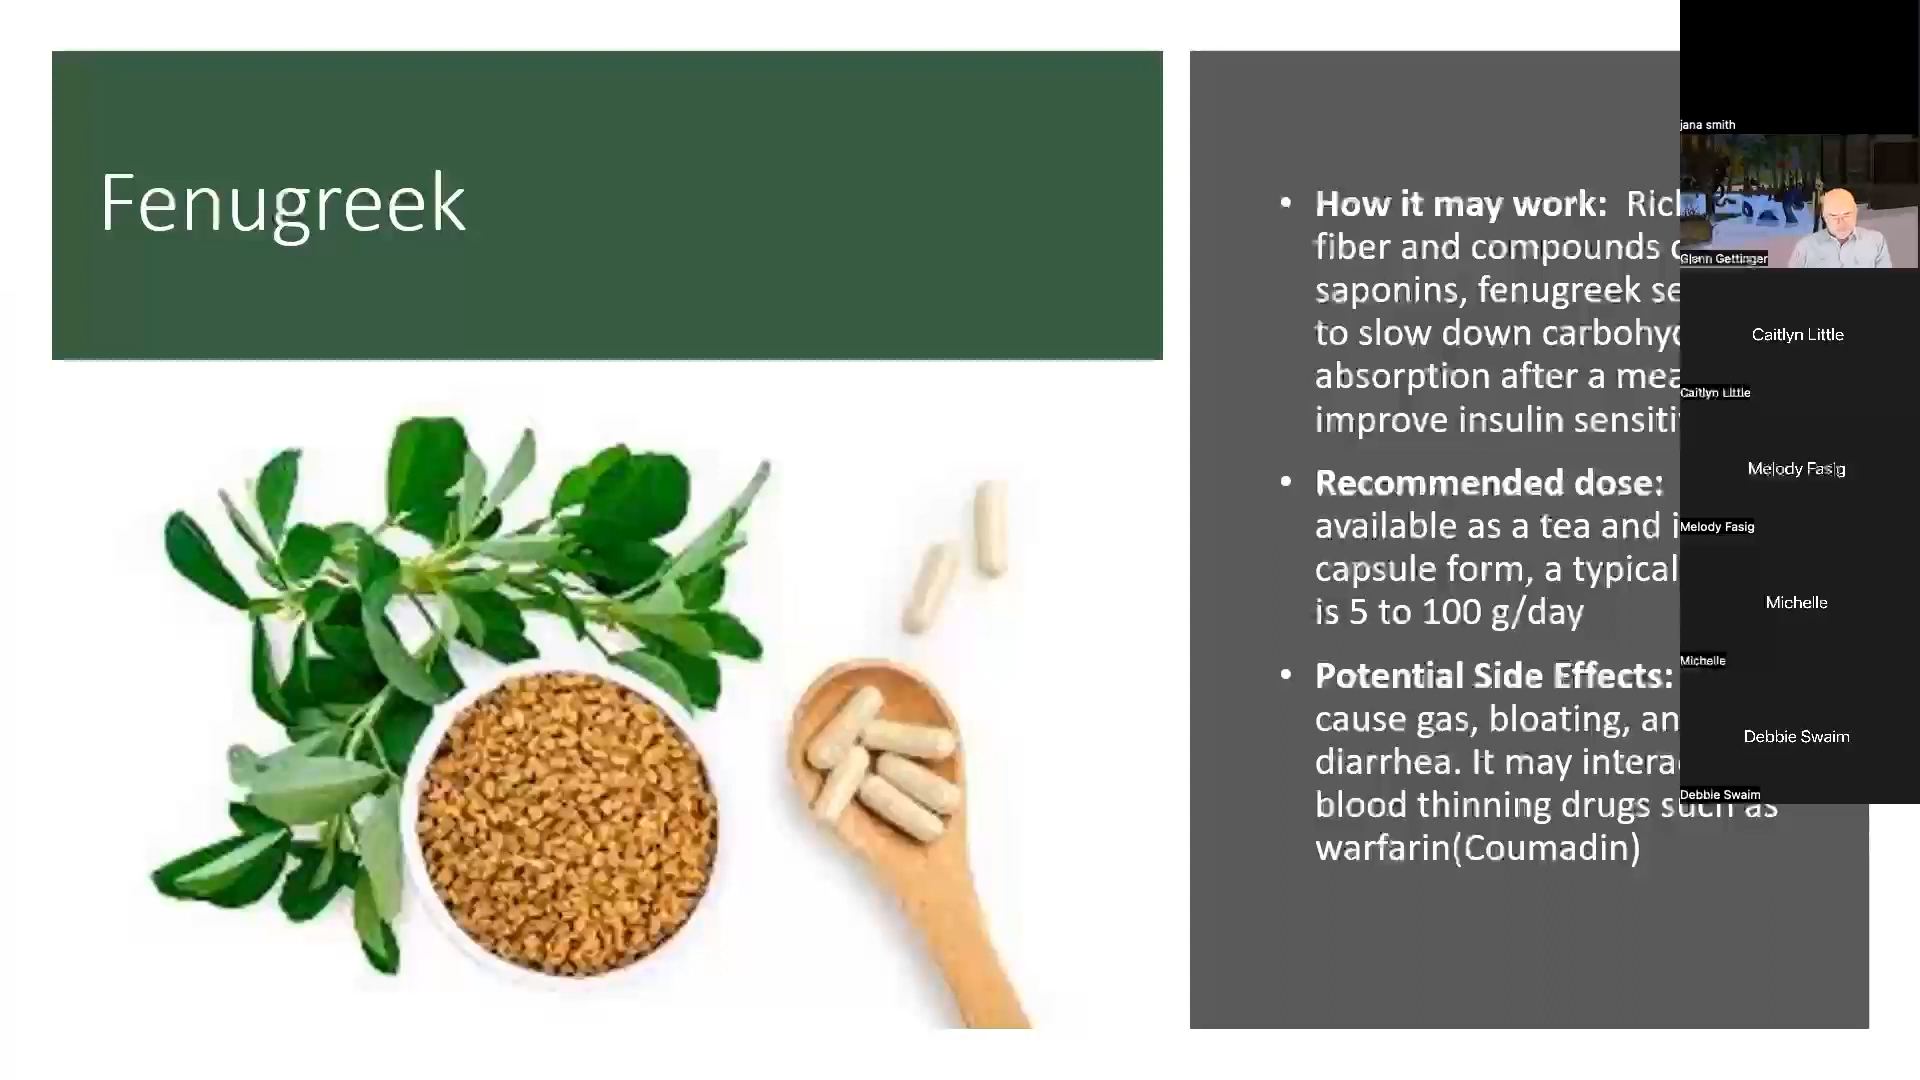 Fenugreek
• How it may work: Ric
fiber and compounds
saponins, fenugreek se
to slow down carbohy
absorption after a mea
improve insulin sensiti
• Recommended dose:
available as a tea and i
capsule form, a typical
is 5 to 100 g/day
• Potential Side Effects:
cause gas, bloating, an
diarrhea. It may intera
blood thinning drugs such as
warfarin(Coumadin)
jana smith
Glenn Gettinger
Caitlyn Little
Caitlyn Little
Melody Fasig
Melody Fasig
Michelle
Michelle
Debbie Swaim
Debbie Swaim